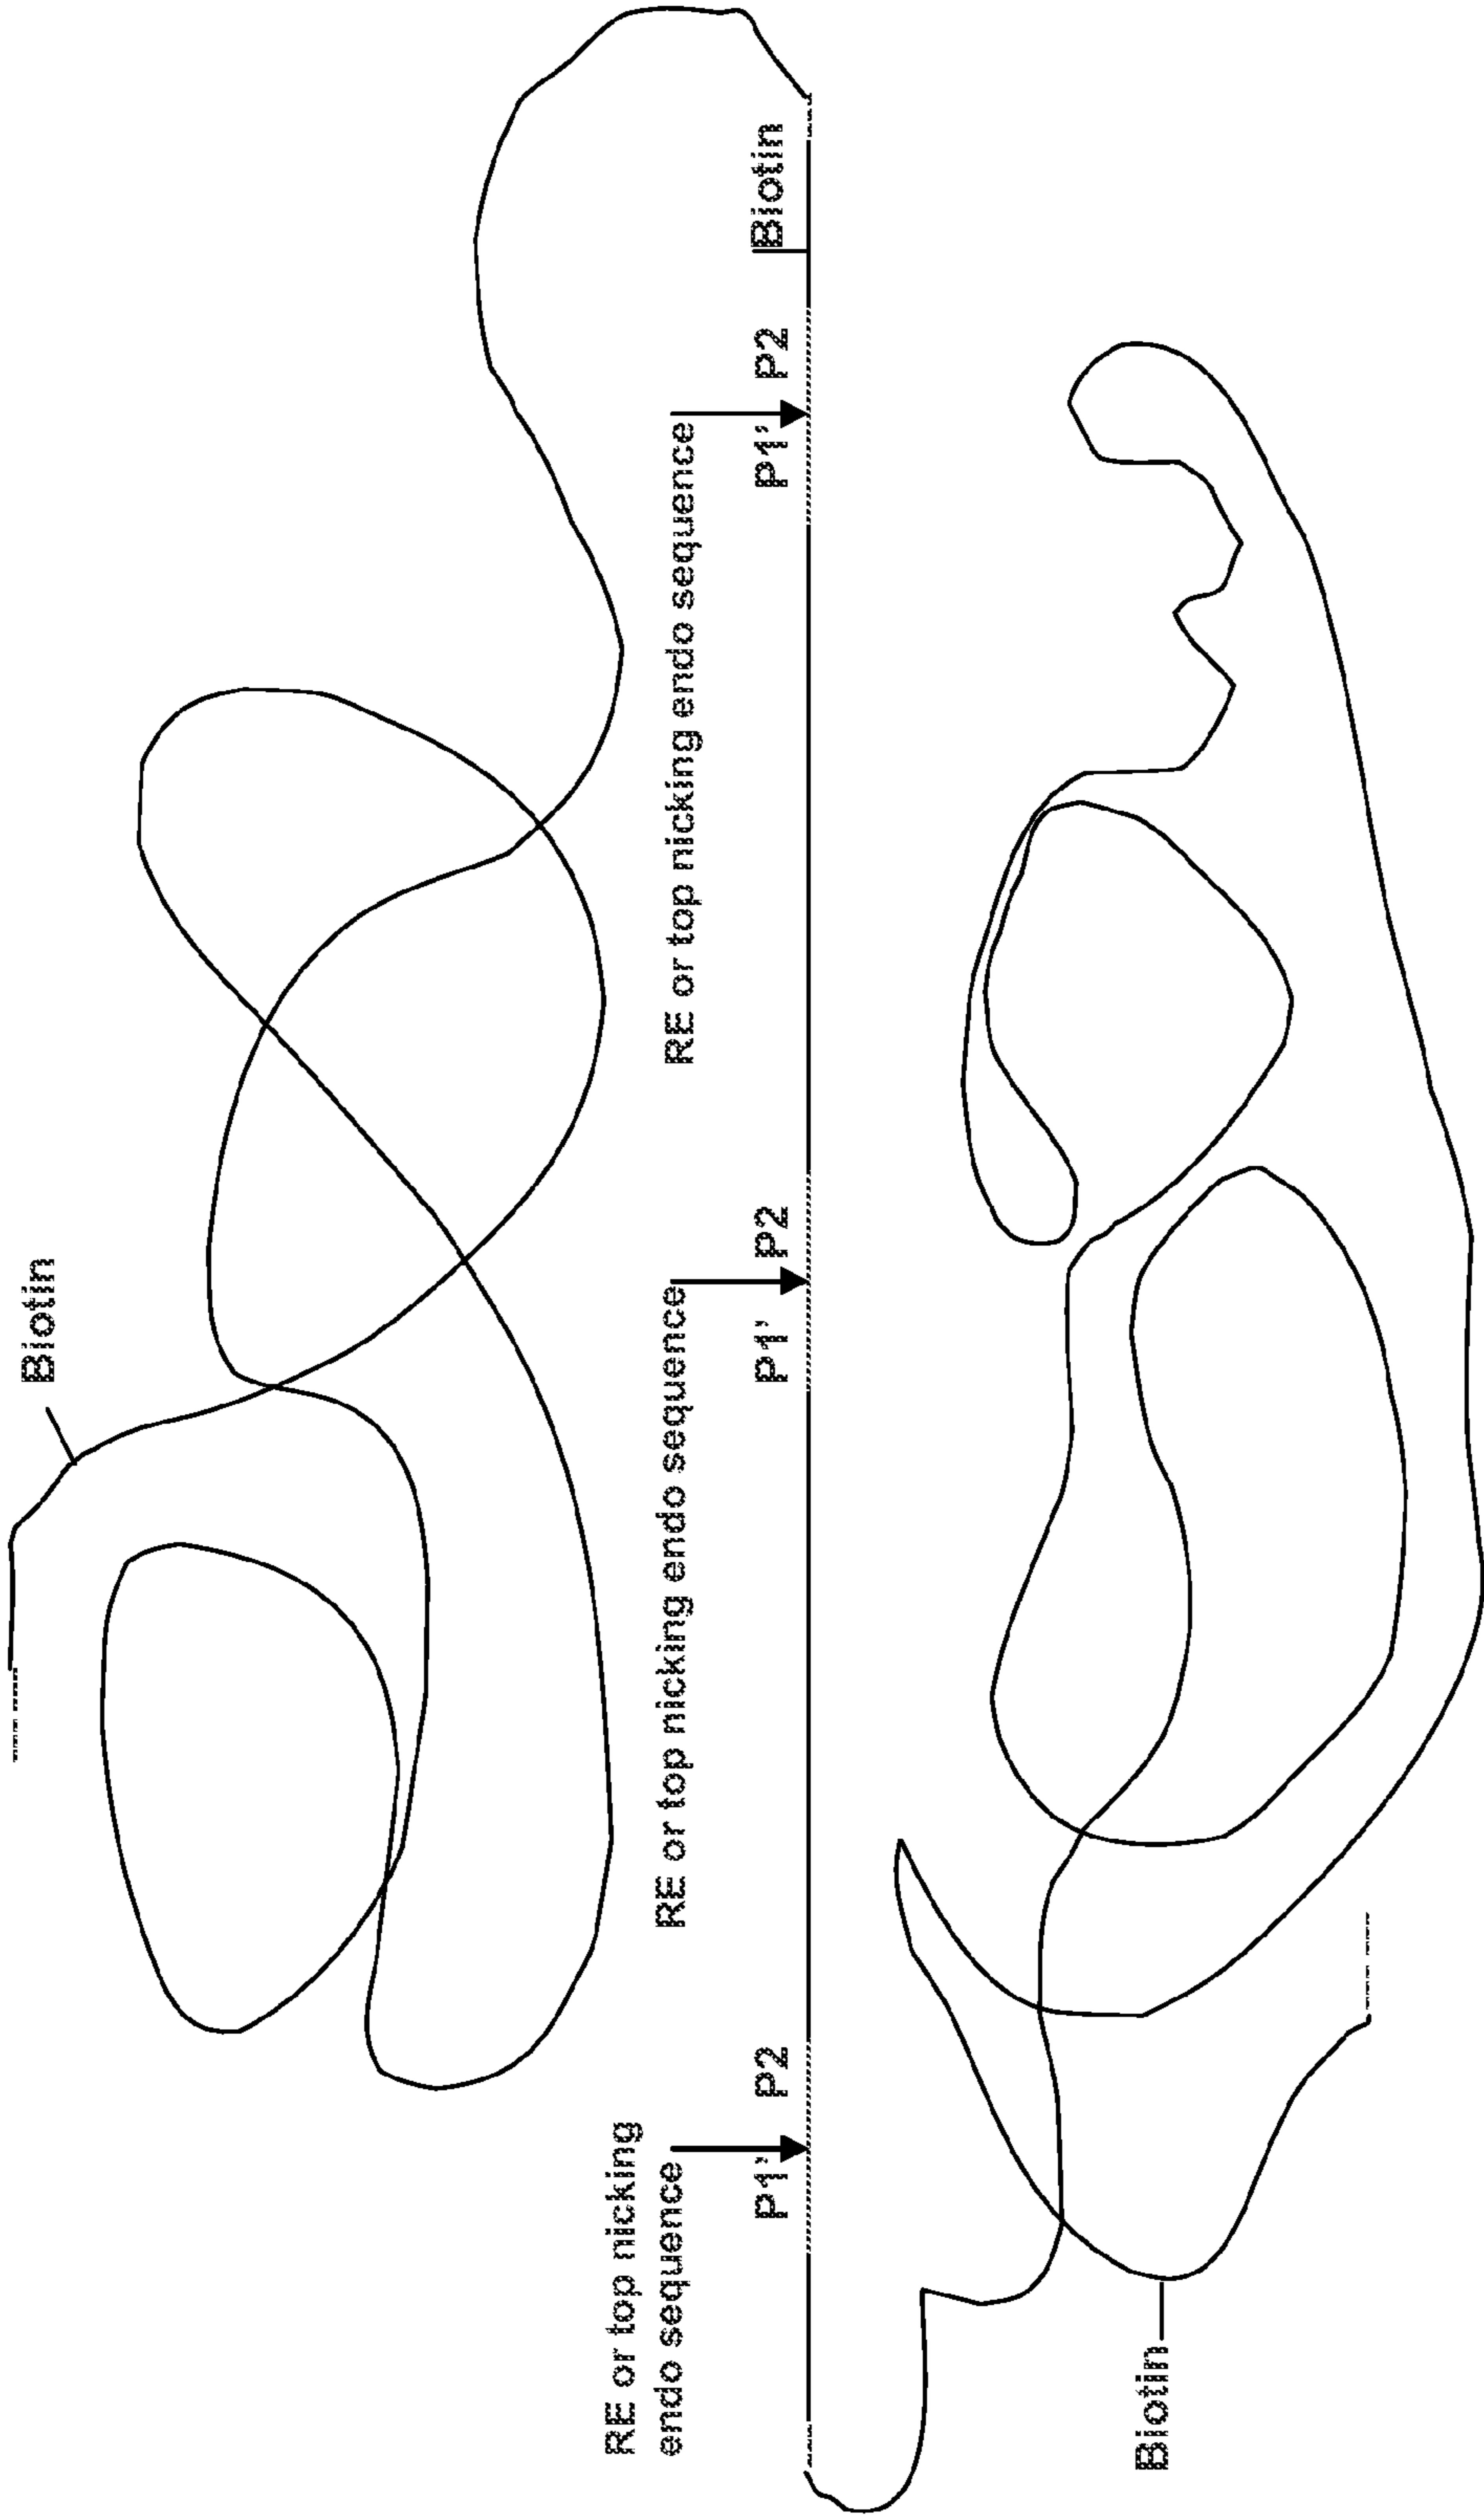 Biotin
RE or top nicking
endo sequence
RE or top nicking endo sequence
RE or top nicking endo sequence
P1' P2
P1' P2
P1' P2
Biotin
Biotin